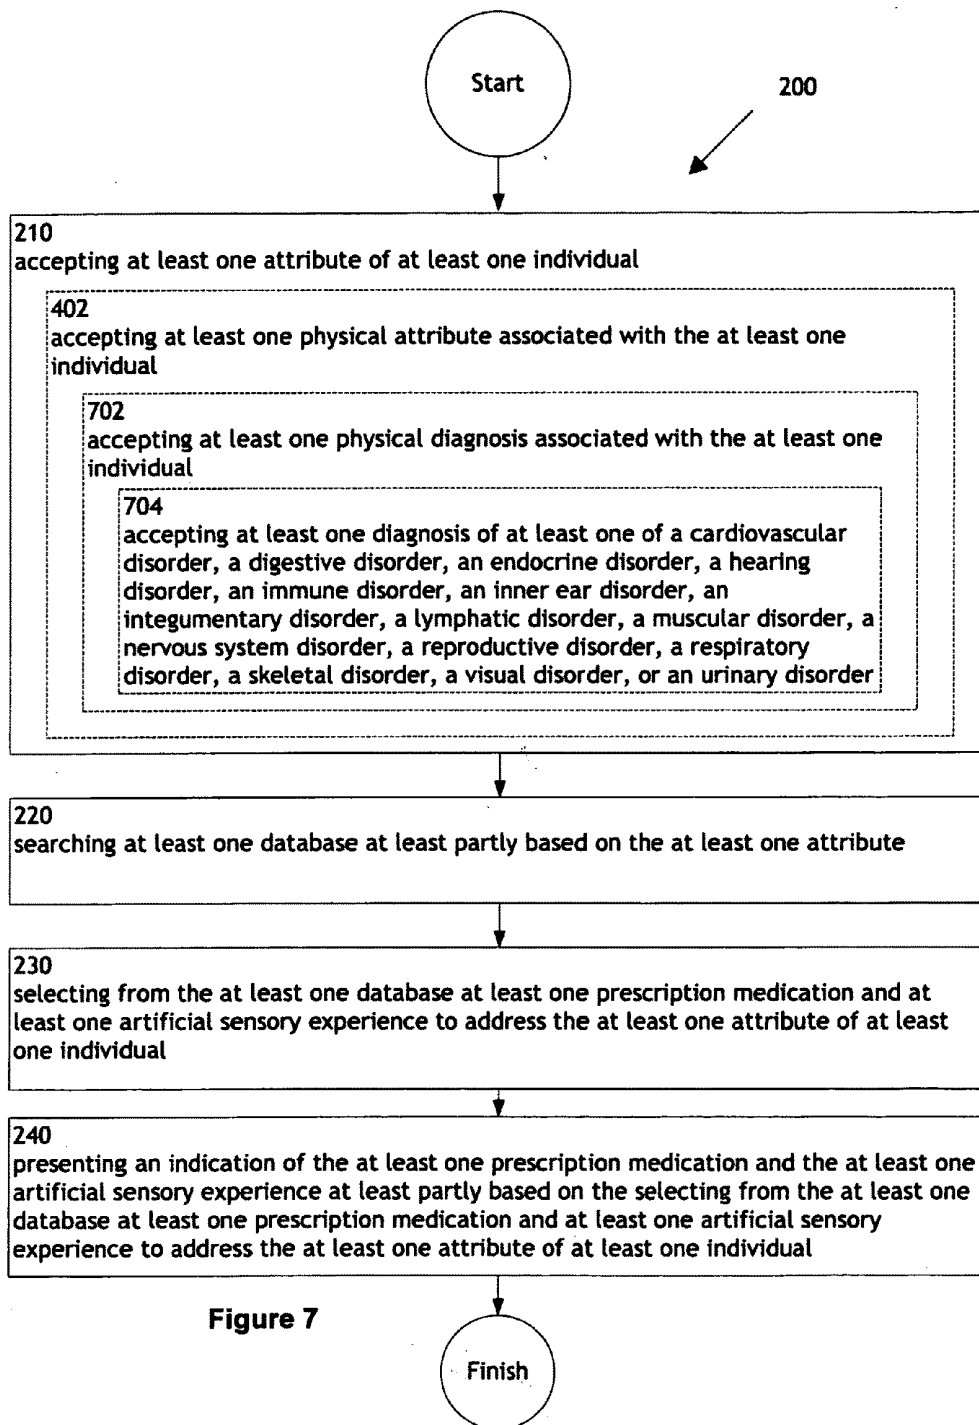 Start
200
210
accepting at least one attribute of at least one individual
402
accepting at least one physical attribute associated with the at least one
individual
702
accepting at least one physical diagnosis associated with the at least one
individual
704
accepting at least one diagnosis of at least one of a cardiovascular
disorder, a digestive disorder, an endocrine disorder, a hearing
disorder, an immune disorder, an inner ear disorder, an
integumentary disorder, a lymphatic disorder, a muscular disorder, a
nervous system disorder, a reproductive disorder, a respiratory
disorder, a skeletal disorder, a visual disorder, or an urinary disorder
220
searching at least one database at least partly based on the at least one attribute
230
selecting from the at least one database at least one prescription medication and at
least one artificial sensory experience to address the at least one attribute of at least
one individual
240
presenting an indication of the at least one prescription medication and the at least one
artificial sensory experience at least partly based on the selecting from the at least one
database at least one prescription medication and at least one artificial sensory
experience to address the at least one attribute of at least one individual
Figure 7
Finish